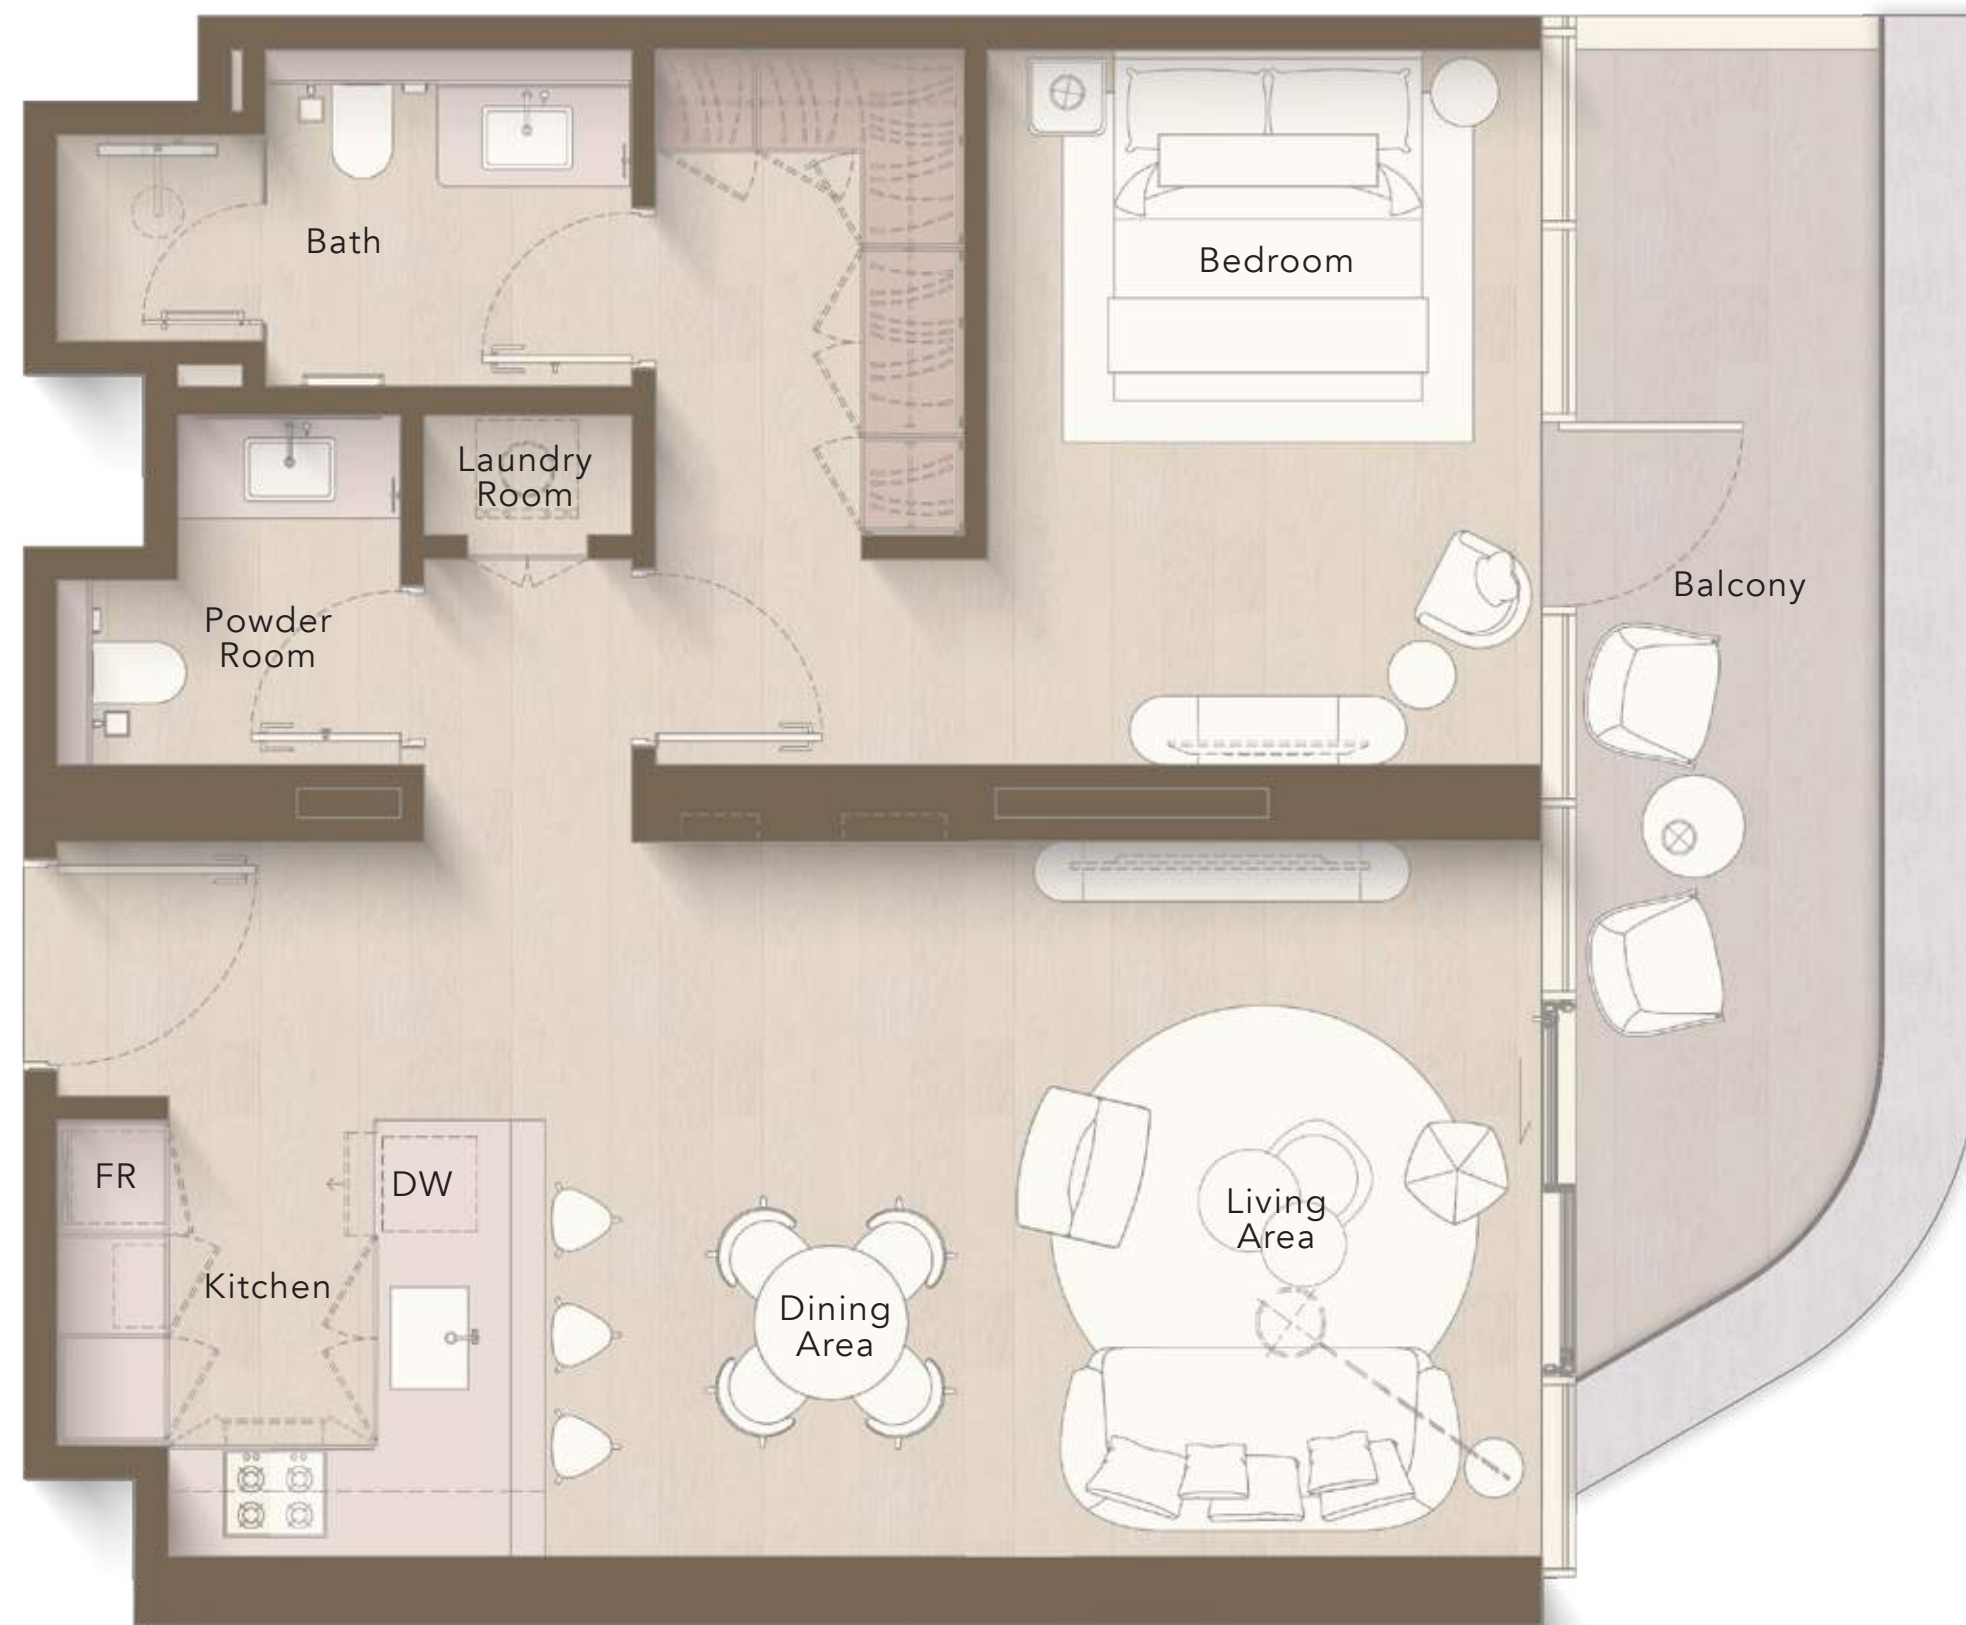 Bath
Bedroom
Laundry
Room
Balcony
Powder
Room
FR
DW
Living
Area
Kitchen
Dining
Area